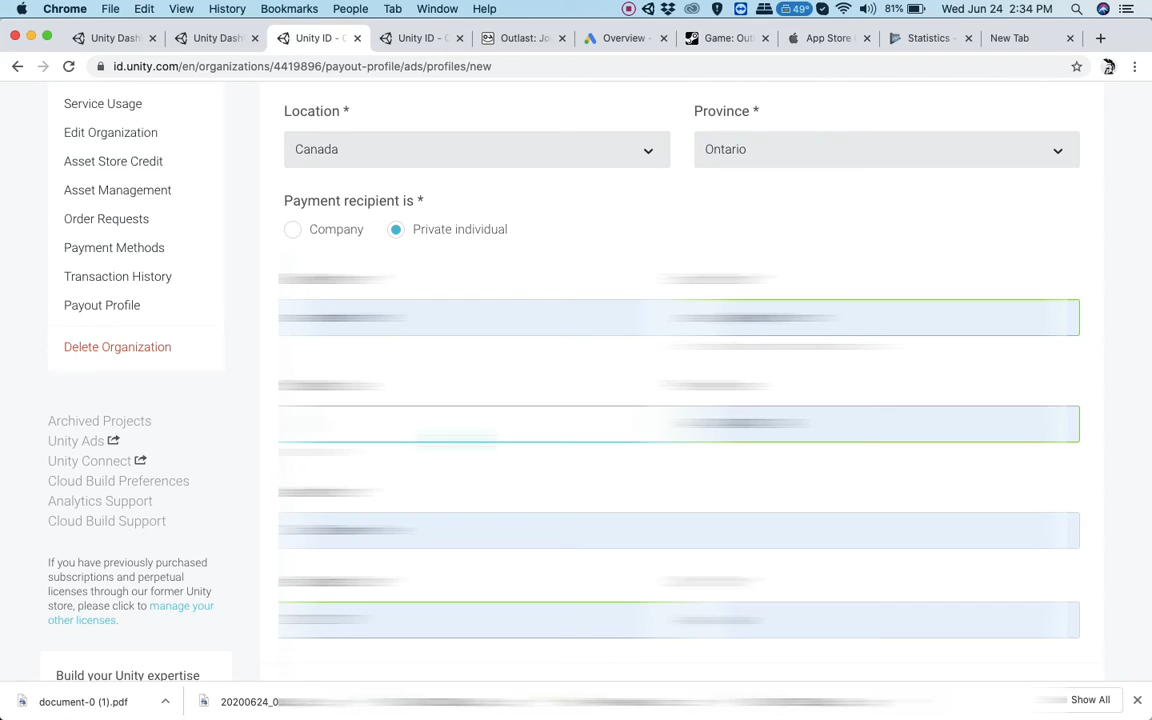 Chrome File Edit View History Bookmarks People Tab Window Help 49° 81% Wed Jun 24 2:34 PM
Unity Dash Unity Dash Unity ID - C Unity ID - C Outlast: Jo Overview - Game: Outl App Store Statistics - New Tab
id.unity.com/en/organizations/4419896/payout-profile/ads/profiles/new
Service Usage
Edit Organization
Asset Store Credit
Asset Management
Order Requests
Payment Methods
Transaction History
Payout Profile
Delete Organization
Archived Projects
Unity Ads
Unity Connect
Cloud Build Preferences
Analytics Support
Cloud Build Support
If you have previously purchased
subscriptions and perpetual
licenses through our former Unity
store, please click to manage your
other licenses.
Build your Unity expertise
Location * Province *
Canada Ontario
Payment recipient is *
Company Private individual
document-0 (1).pdf 20200624_0 Show All